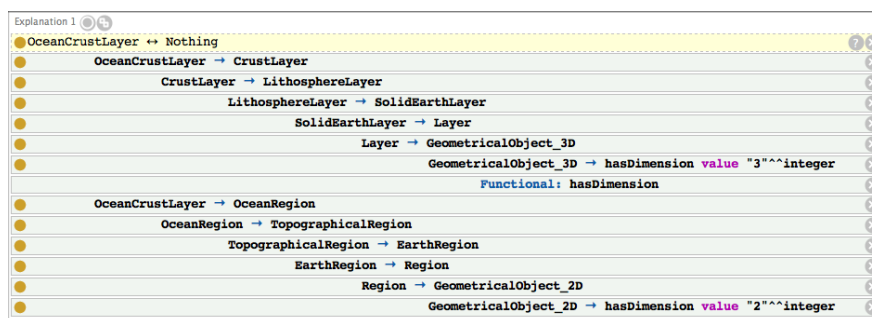 Explanation 1
OceanCrustLayer ↔ Nothing
OceanCrustLayer → CrustLayer
CrustLayer → LithosphereLayer
LithosphereLayer → SolidEarthLayer
SolidEarthLayer → Layer
Layer → GeometricalObject_3D
GeometricalObject_3D → hasDimension value "3"^^integer
Functional: hasDimension
OceanCrustLayer → OceanRegion
OceanRegion → TopographicalRegion
TopographicalRegion → EarthRegion
EarthRegion → Region
Region → GeometricalObject_2D
GeometricalObject_2D → hasDimension value "2"^^integer